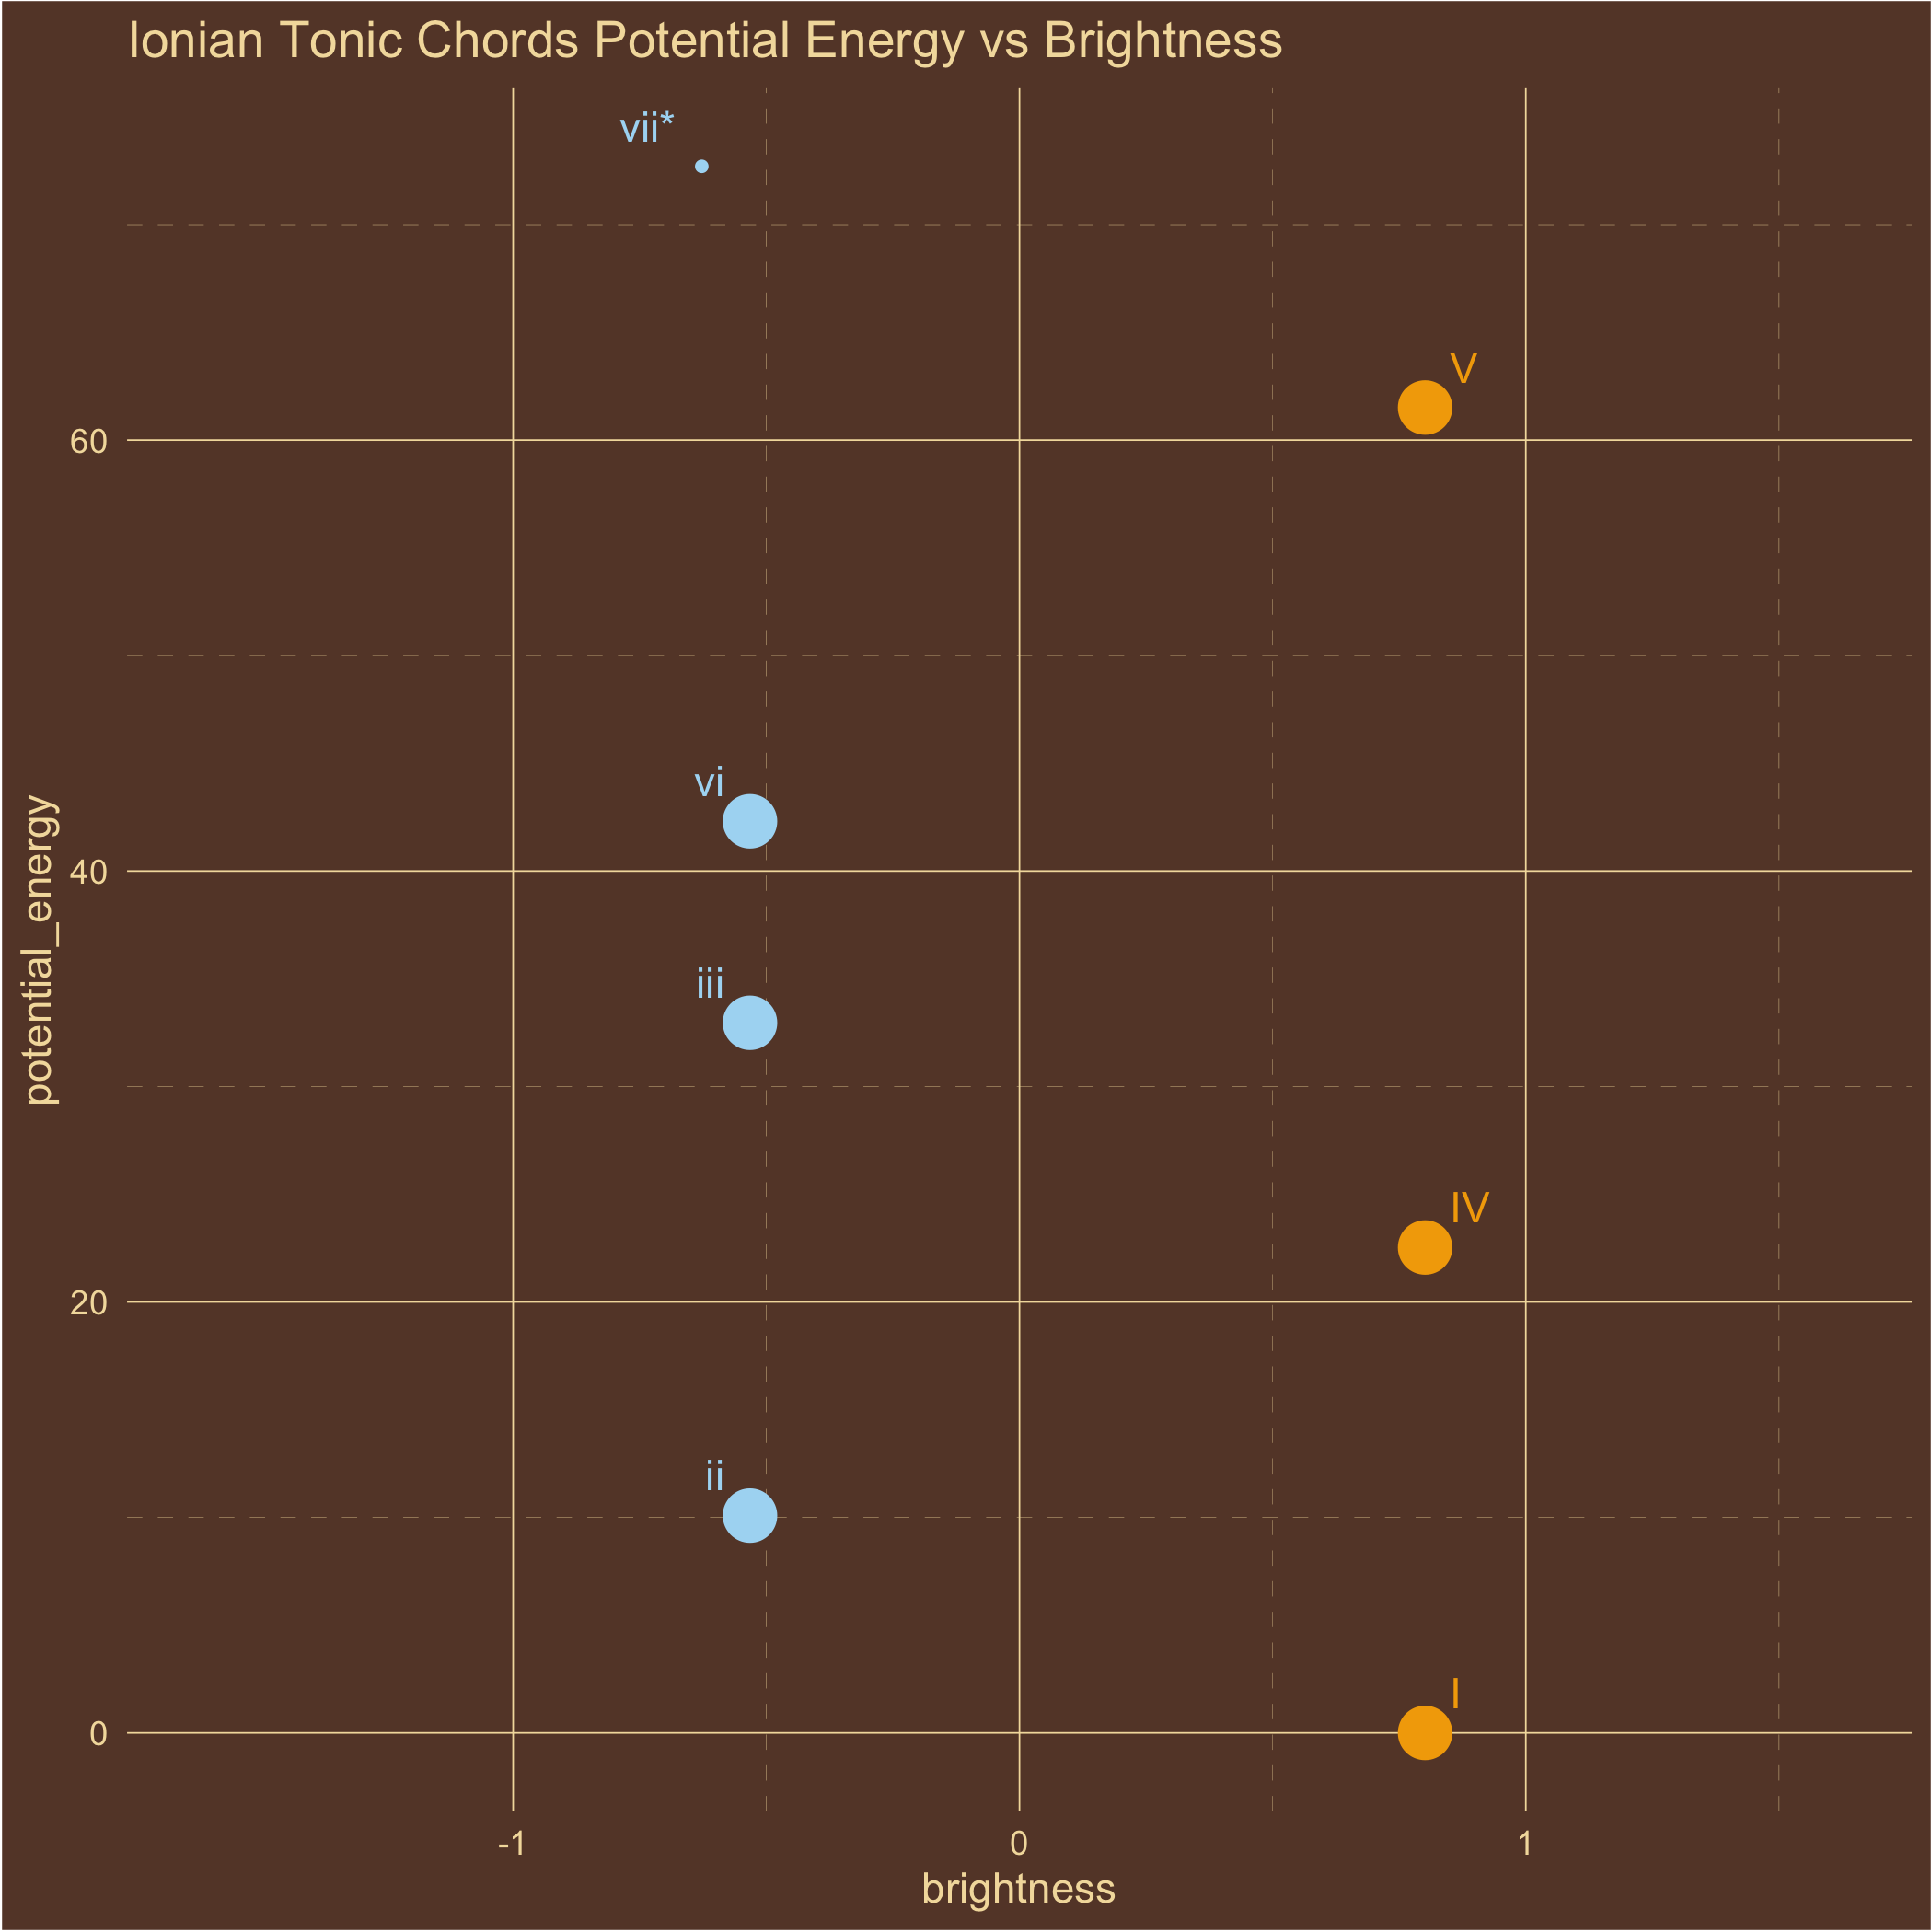 Ionian Tonic Chords Potential Energy vs Brightness
vii*
V
60
vi
40
iii
potential_energy
IV
20
ii
I
0
-1
0
1
brightness